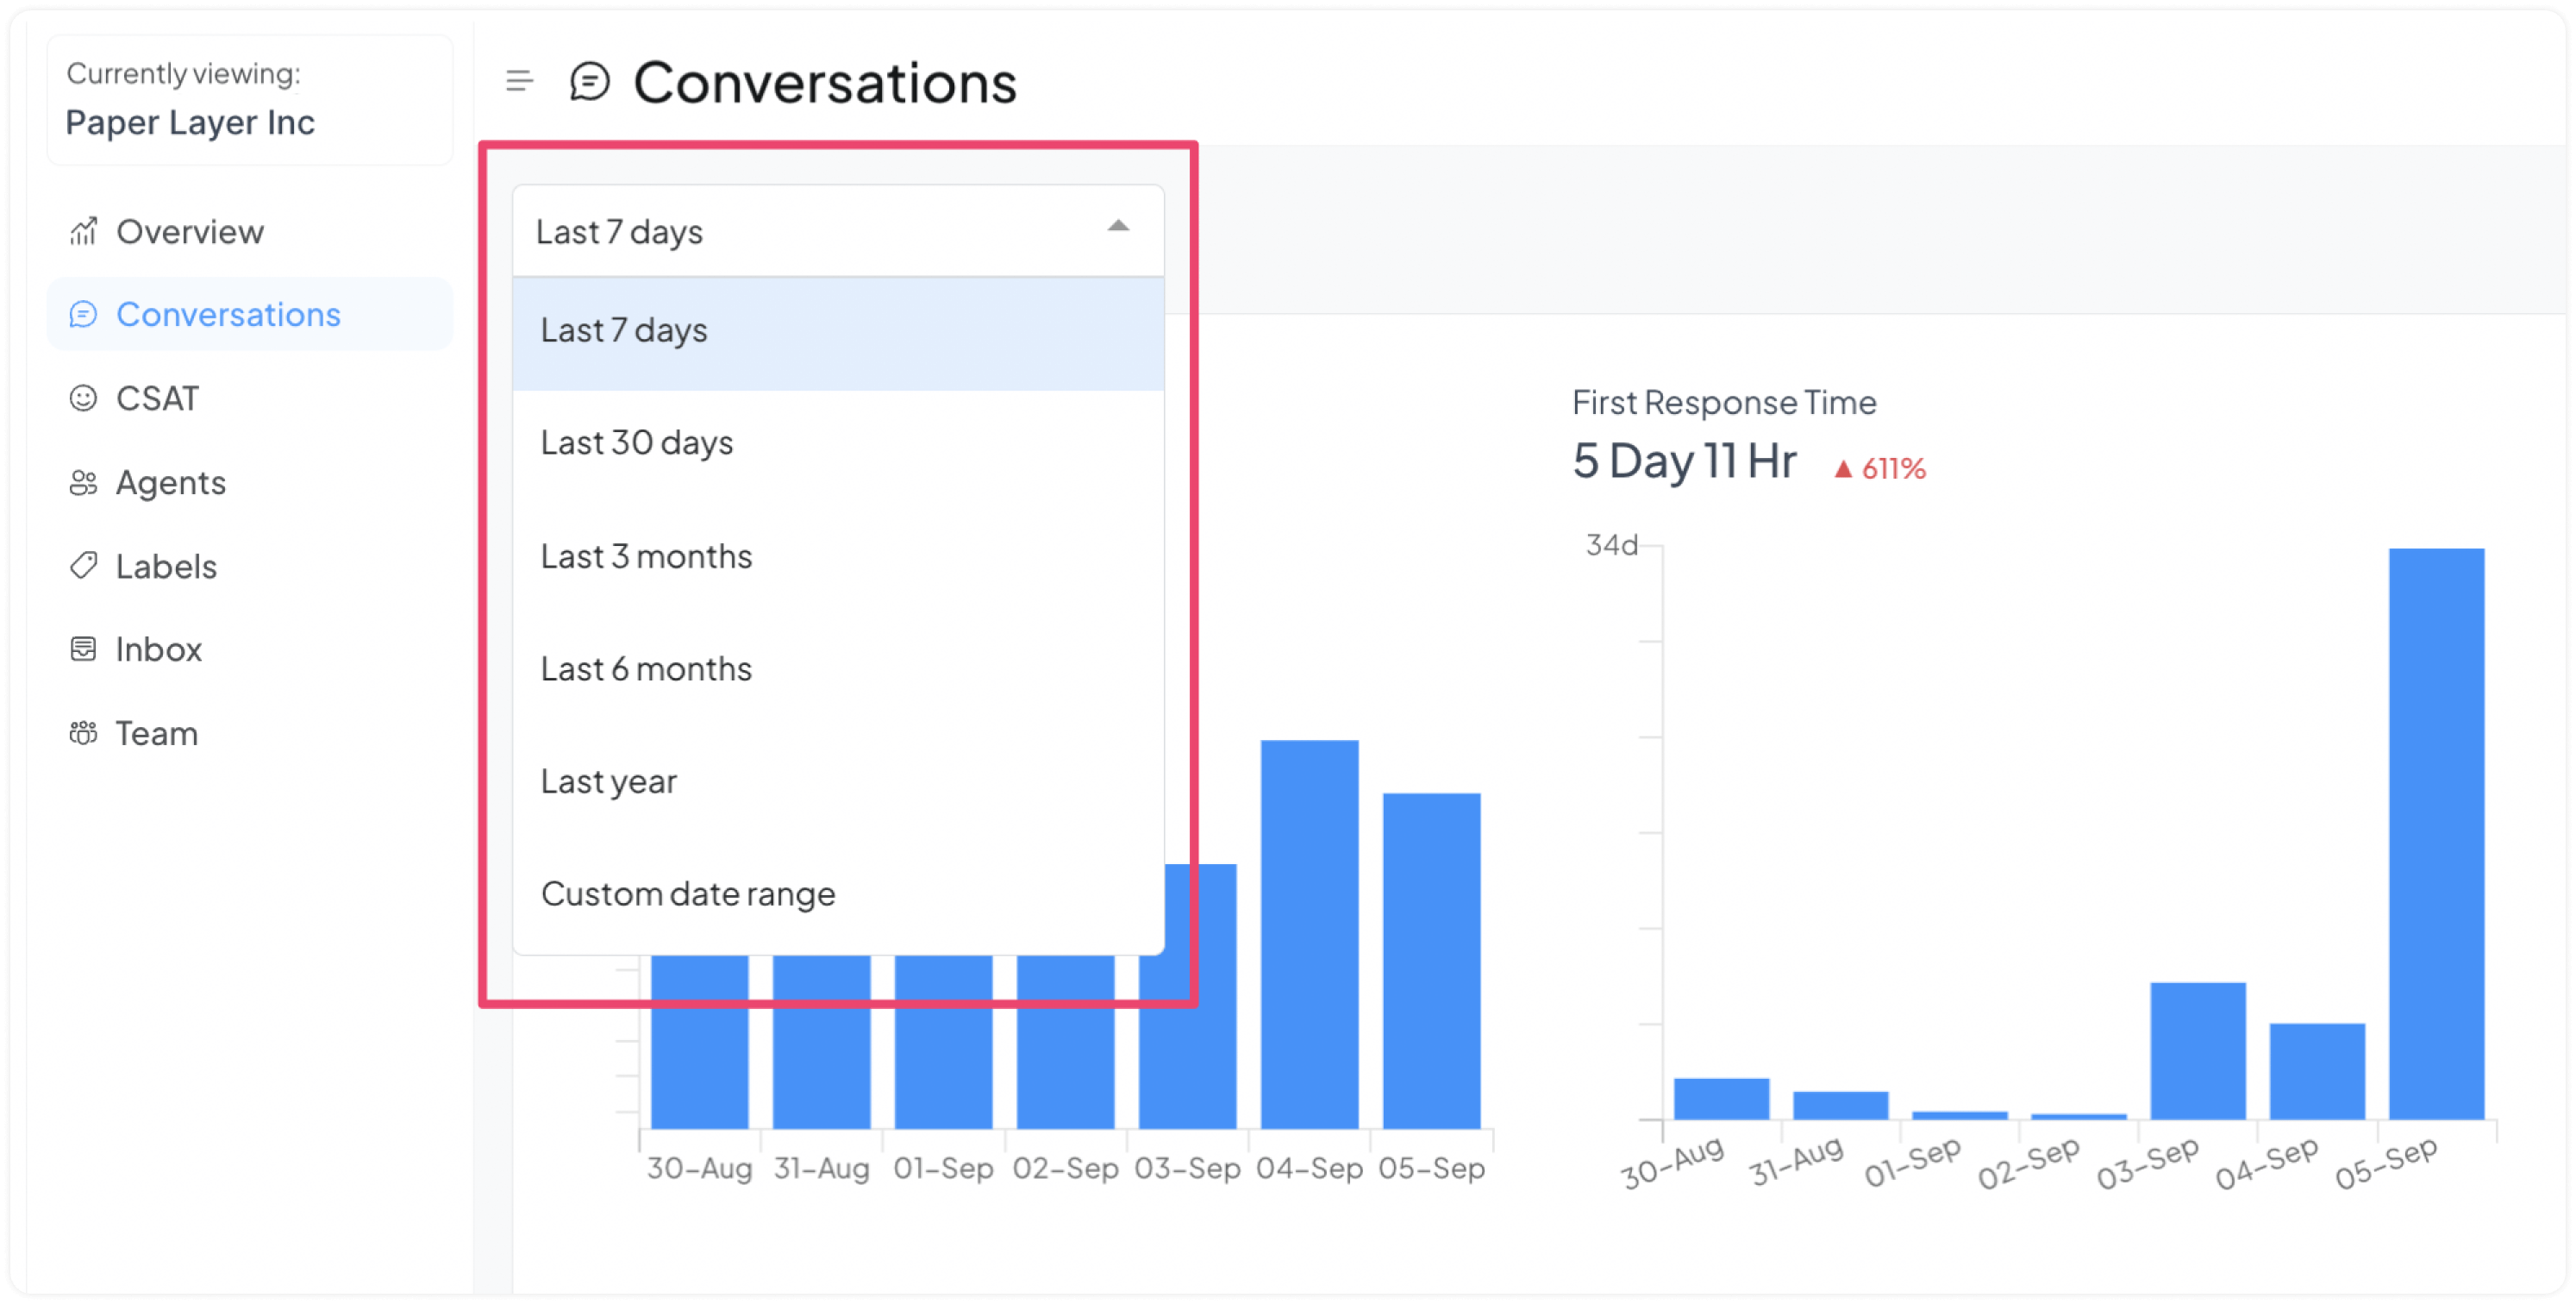 Currently viewing:
Paper Layer Inc
Overview
Conversations
CSAT
Agents
Labels
Inbox
Team
Conversations
Last 7 days
Last 7 days
Last 30 days
Last 3 months
Last 6 months
Last year
Custom date range
30-Aug 31-Aug 01-Sep 02-Sep 03-Sep 04-Sep 05-Sep
First Response Time
5 Day 11 Hr ▲ 611%
34d
30-Aug 31-Aug 01-Sep 02-Sep 03-Sep 04-Sep 05-Sep